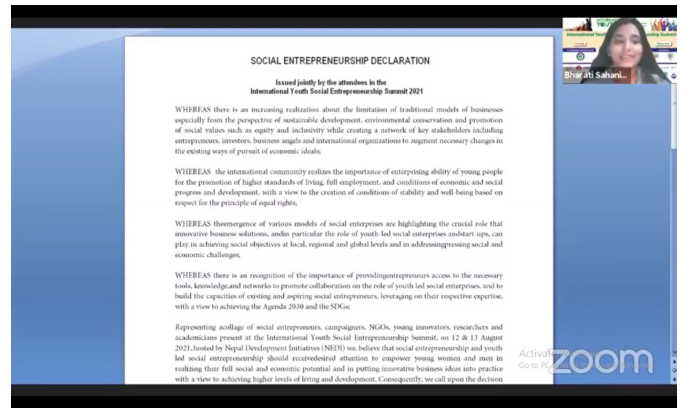 SOCIAL ENTREPRENEURSHIP DECLARATION
Issued jointly by the attendees in the
International Youth Social Entrepreneurship Summit 2021
WHEREAS there is an increasing realization about the limitation of traditional models of businesses
especially from the perspective of sustainable development, environmental conservation and promotion
of social values such as equity and inclusivity while creating a network of key stakeholders including
entrepreneurs, investors, business angels and international organizations to augment necessary changes in
the existing ways of pursuit of economic ideals;
WHEREAS the international community realizes the importance of enterprising ability of young people
for the promotion of higher standards of living, full employment, and conditions of economic and social
progress and development, with a view to the creation of conditions of stability and well-being based on
respect for the principle of equal rights;
WHEREAS theemergence of various models of social enterprises are highlighting the crucial role that
innovative business solutions, andin particular the role of youth-led social enterprises andstart-ups, can
play in achieving social objectives at local, regional and global levels and in addressingpressing social and
economic challenges;
WHEREAS there is an recognition of the importance of providingentrepreneurs access to the necessary
tools, knowledge,and networks to promote collaboration on the role of youth led social enterprises, and to
build the capacities of existing and aspiring social entrepreneurs, leveraging on their respective expertise,
with a view to achieving the Agenda 2030 and the SDGs;
Representing acollage of social entrepreneurs, campaigners, NGOs, young innovators, researchers and
academicians present at the International Youth Social Entrepreneurship Summit, on 12 & 13 August
2021, hosted by Nepal Development Initiatives (NEDI) we, believe that social entrepreneurship and youth
led social entrepreneurship should receivedesired attention to empower young women and men in
realizing their full social and economic potential and in putting innovative business ideas into practice
with a view to achieving higher levels of living and development. Consequently, we call upon the decision
Bharati Sahani...
Activa
Go to PC
zoom